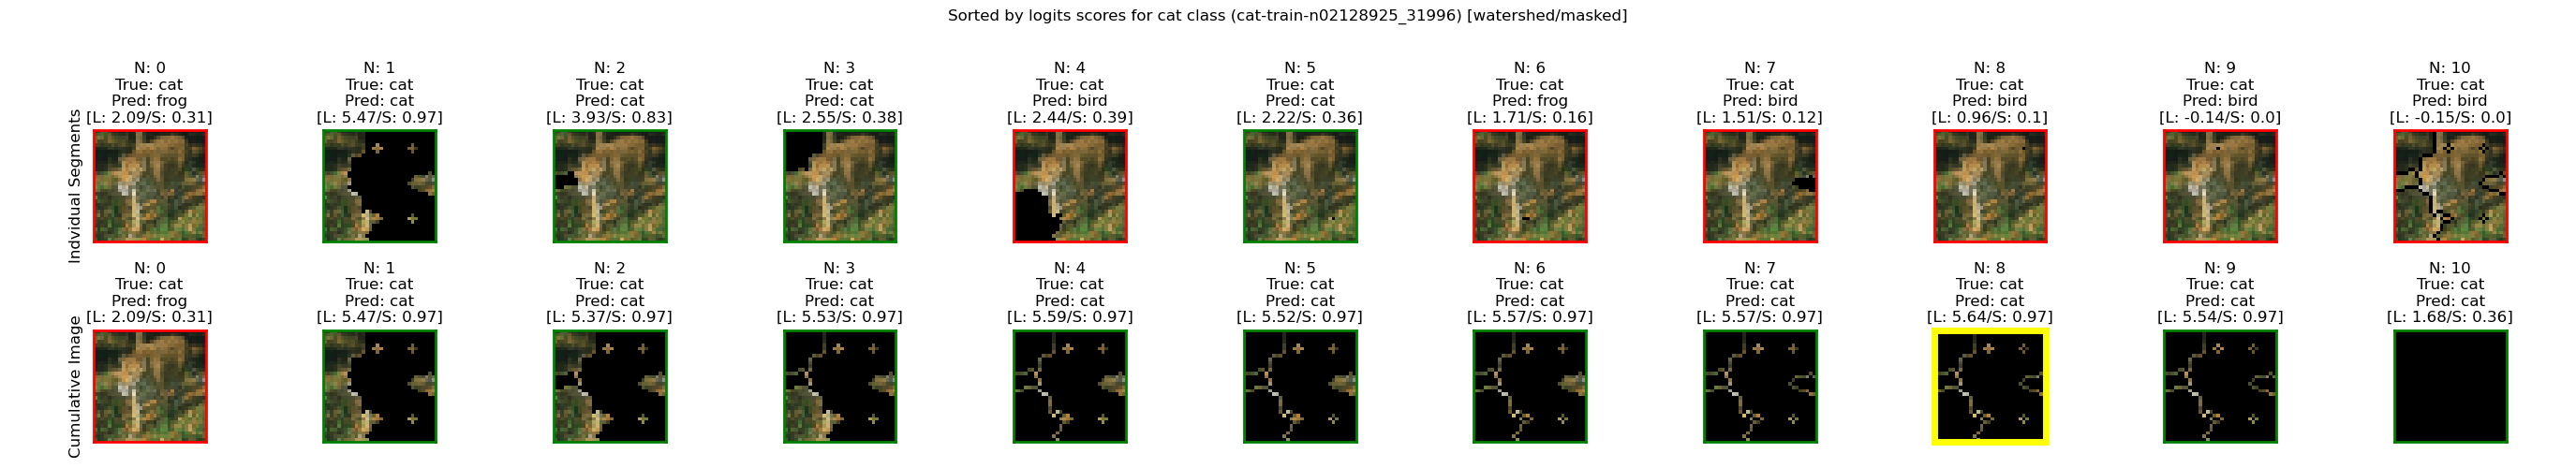 Sorted by logits scores for cat class (cat-train-n02128925_31996) [watershed/masked]
Indvidual Segments
N: 0
True: cat
Pred: frog
[L: 2.09/S: 0.31]
N: 1
True: cat
Pred: cat
[L: 5.47/S: 0.97]
N: 2
True: cat
Pred: cat
[L: 3.93/S: 0.83]
N: 3
True: cat
Pred: cat
[L: 2.55/S: 0.38]
N: 4
True: cat
Pred: bird
[L: 2.44/S: 0.39]
N: 5
True: cat
Pred: cat
[L: 2.22/S: 0.36]
N: 6
True: cat
Pred: frog
[L: 1.71/S: 0.16]
N: 7
True: cat
Pred: bird
[L: 1.51/S: 0.12]
N: 8
True: cat
Pred: bird
[L: 0.96/S: 0.1]
N: 9
True: cat
Pred: bird
[L: -0.14/S: 0.0]
N: 10
True: cat
Pred: bird
[L: -0.15/S: 0.0]
Cumulative Image
N: 0
True: cat
Pred: frog
[L: 2.09/S: 0.31]
N: 1
True: cat
Pred: cat
[L: 5.47/S: 0.97]
N: 2
True: cat
Pred: cat
[L: 5.37/S: 0.97]
N: 3
True: cat
Pred: cat
[L: 5.53/S: 0.97]
N: 4
True: cat
Pred: cat
[L: 5.59/S: 0.97]
N: 5
True: cat
Pred: cat
[L: 5.52/S: 0.97]
N: 6
True: cat
Pred: cat
[L: 5.57/S: 0.97]
N: 7
True: cat
Pred: cat
[L: 5.57/S: 0.97]
N: 8
True: cat
Pred: cat
[L: 5.64/S: 0.97]
N: 9
True: cat
Pred: cat
[L: 5.54/S: 0.97]
N: 10
True: cat
Pred: cat
[L: 1.68/S: 0.36]